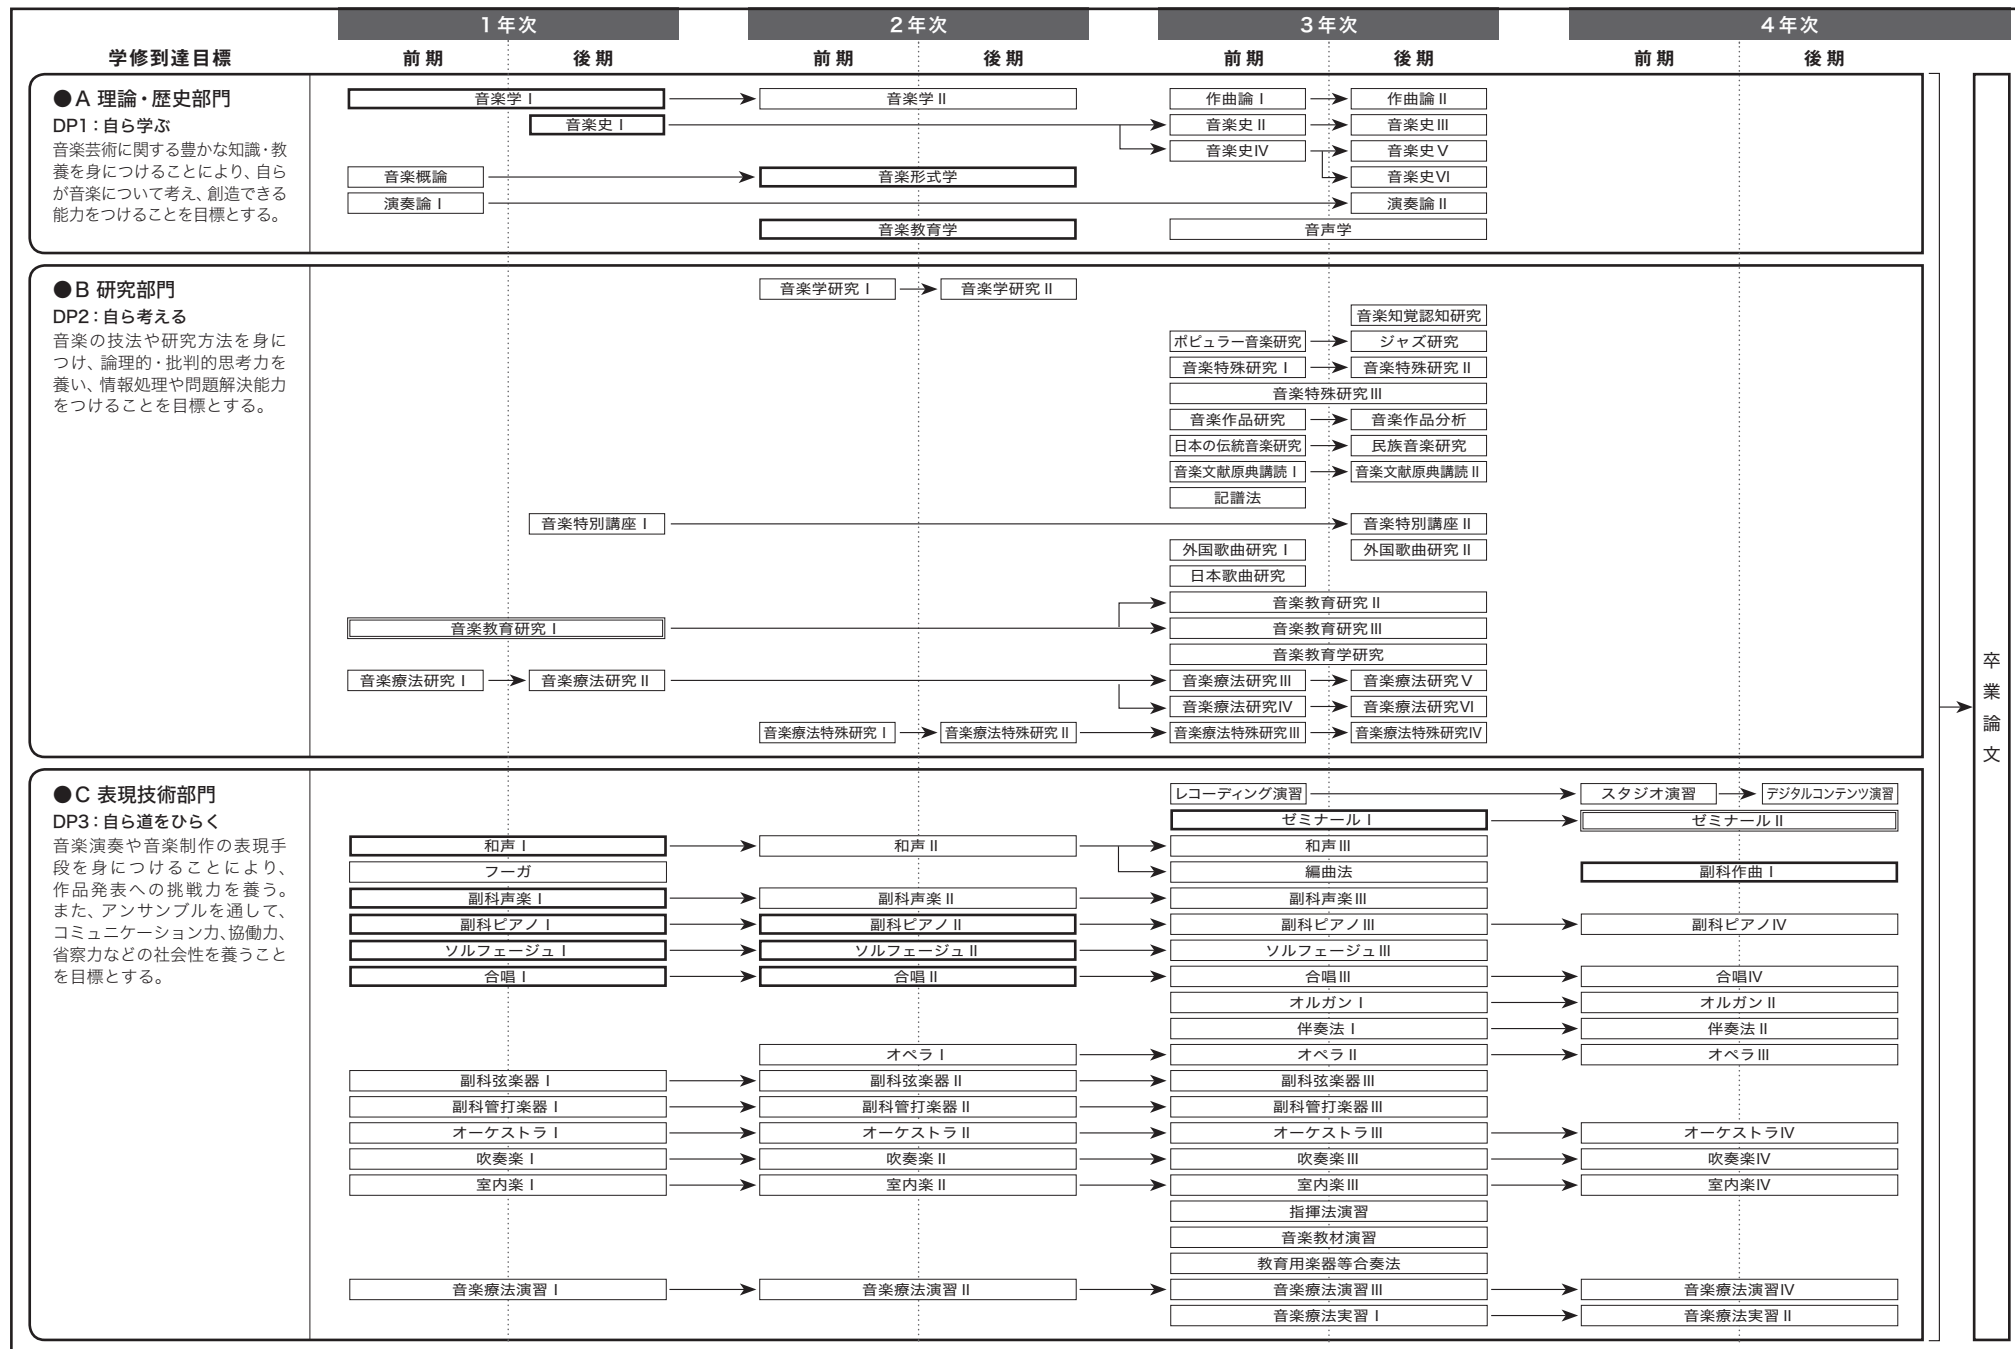 1年次 2年次 3年次 4年次
学修到達目標 前期 後期 前期 後期 前期 後期 前期 後期
●A 理論・歴史部門
DP1：自ら学ぶ
音楽芸術に関する豊かな知識・教
養を身につけることにより、自ら
が音楽について考え、創造できる
能力をつけることを目標とする。
音楽学Ⅰ 音楽学Ⅱ 作曲論Ⅰ 作曲論Ⅱ
音楽史Ⅰ 音楽史Ⅱ 音楽史Ⅲ
音楽史Ⅳ 音楽史Ⅴ
音楽概論 音楽形式学 音楽史Ⅵ
演奏論Ⅰ 演奏論Ⅱ
音楽教育学 音声学
●B 研究部門
DP2：自ら考える
音楽の技法や研究方法を身に
つけ、論理的・批判的思考力を
養い、情報処理や問題解決能力
をつけることを目標とする。
音楽学研究Ⅰ 音楽学研究Ⅱ
音楽知覚認知研究
ポピュラー音楽研究 ジャズ研究
音楽特殊研究Ⅰ 音楽特殊研究Ⅱ
音楽特殊研究Ⅲ
音楽作品研究 音楽作品分析
日本の伝統音楽研究 民族音楽研究
音楽文献原典講読Ⅰ 音楽文献原典講読Ⅱ
記譜法
音楽特別講座Ⅰ 音楽特別講座Ⅱ
外国歌曲研究Ⅰ 外国歌曲研究Ⅱ
日本歌曲研究
音楽教育研究Ⅱ
音楽教育研究Ⅰ 音楽教育研究Ⅲ
音楽教育学研究
音楽療法研究Ⅰ 音楽療法研究Ⅱ 音楽療法研究Ⅲ 音楽療法研究Ⅴ
音楽療法研究Ⅳ 音楽療法研究Ⅵ
音楽療法特殊研究Ⅰ 音楽療法特殊研究Ⅱ 音楽療法特殊研究Ⅲ 音楽療法特殊研究Ⅳ
●C 表現技術部門
DP3：自ら道をひらく
音楽演奏や音楽制作の表現手
段を身につけることにより、
作品発表への挑戦力を養う。
また、アンサンブルを通して、
コミュニケーション力、協働力、
省察力などの社会性を養うこと
を目標とする。
レコーディング演習 スタジオ演習 デジタルコンテンツ演習
ゼミナールⅠ ゼミナールⅡ
和声Ⅰ 和声Ⅱ 和声Ⅲ
フーガ 編曲法 副科作曲Ⅰ
副科声楽Ⅰ 副科声楽Ⅱ 副科声楽Ⅲ
副科ピアノⅠ 副科ピアノⅡ 副科ピアノⅢ 副科ピアノⅣ
ソルフェージュⅠ ソルフェージュⅡ ソルフェージュⅢ
合唱Ⅰ 合唱Ⅱ 合唱Ⅲ 合唱Ⅳ
オルガンⅠ オルガンⅡ
伴奏法Ⅰ 伴奏法Ⅱ
オペラⅠ オペラⅡ オペラⅢ
副科弦楽器Ⅰ 副科弦楽器Ⅱ 副科弦楽器Ⅲ
副科管打楽器Ⅰ 副科管打楽器Ⅱ 副科管打楽器Ⅲ
オーケストラⅠ オーケストラⅡ オーケストラⅢ オーケストラⅣ
吹奏楽Ⅰ 吹奏楽Ⅱ 吹奏楽Ⅲ 吹奏楽Ⅳ
室内楽Ⅰ 室内楽Ⅱ 室内楽Ⅲ 室内楽Ⅳ
指揮法演習
音楽教材演習
教育用楽器等合奏法
音楽療法演習Ⅰ 音楽療法演習Ⅱ 音楽療法演習Ⅲ 音楽療法演習Ⅳ
音楽療法実習Ⅰ 音楽療法実習Ⅱ
卒業論文